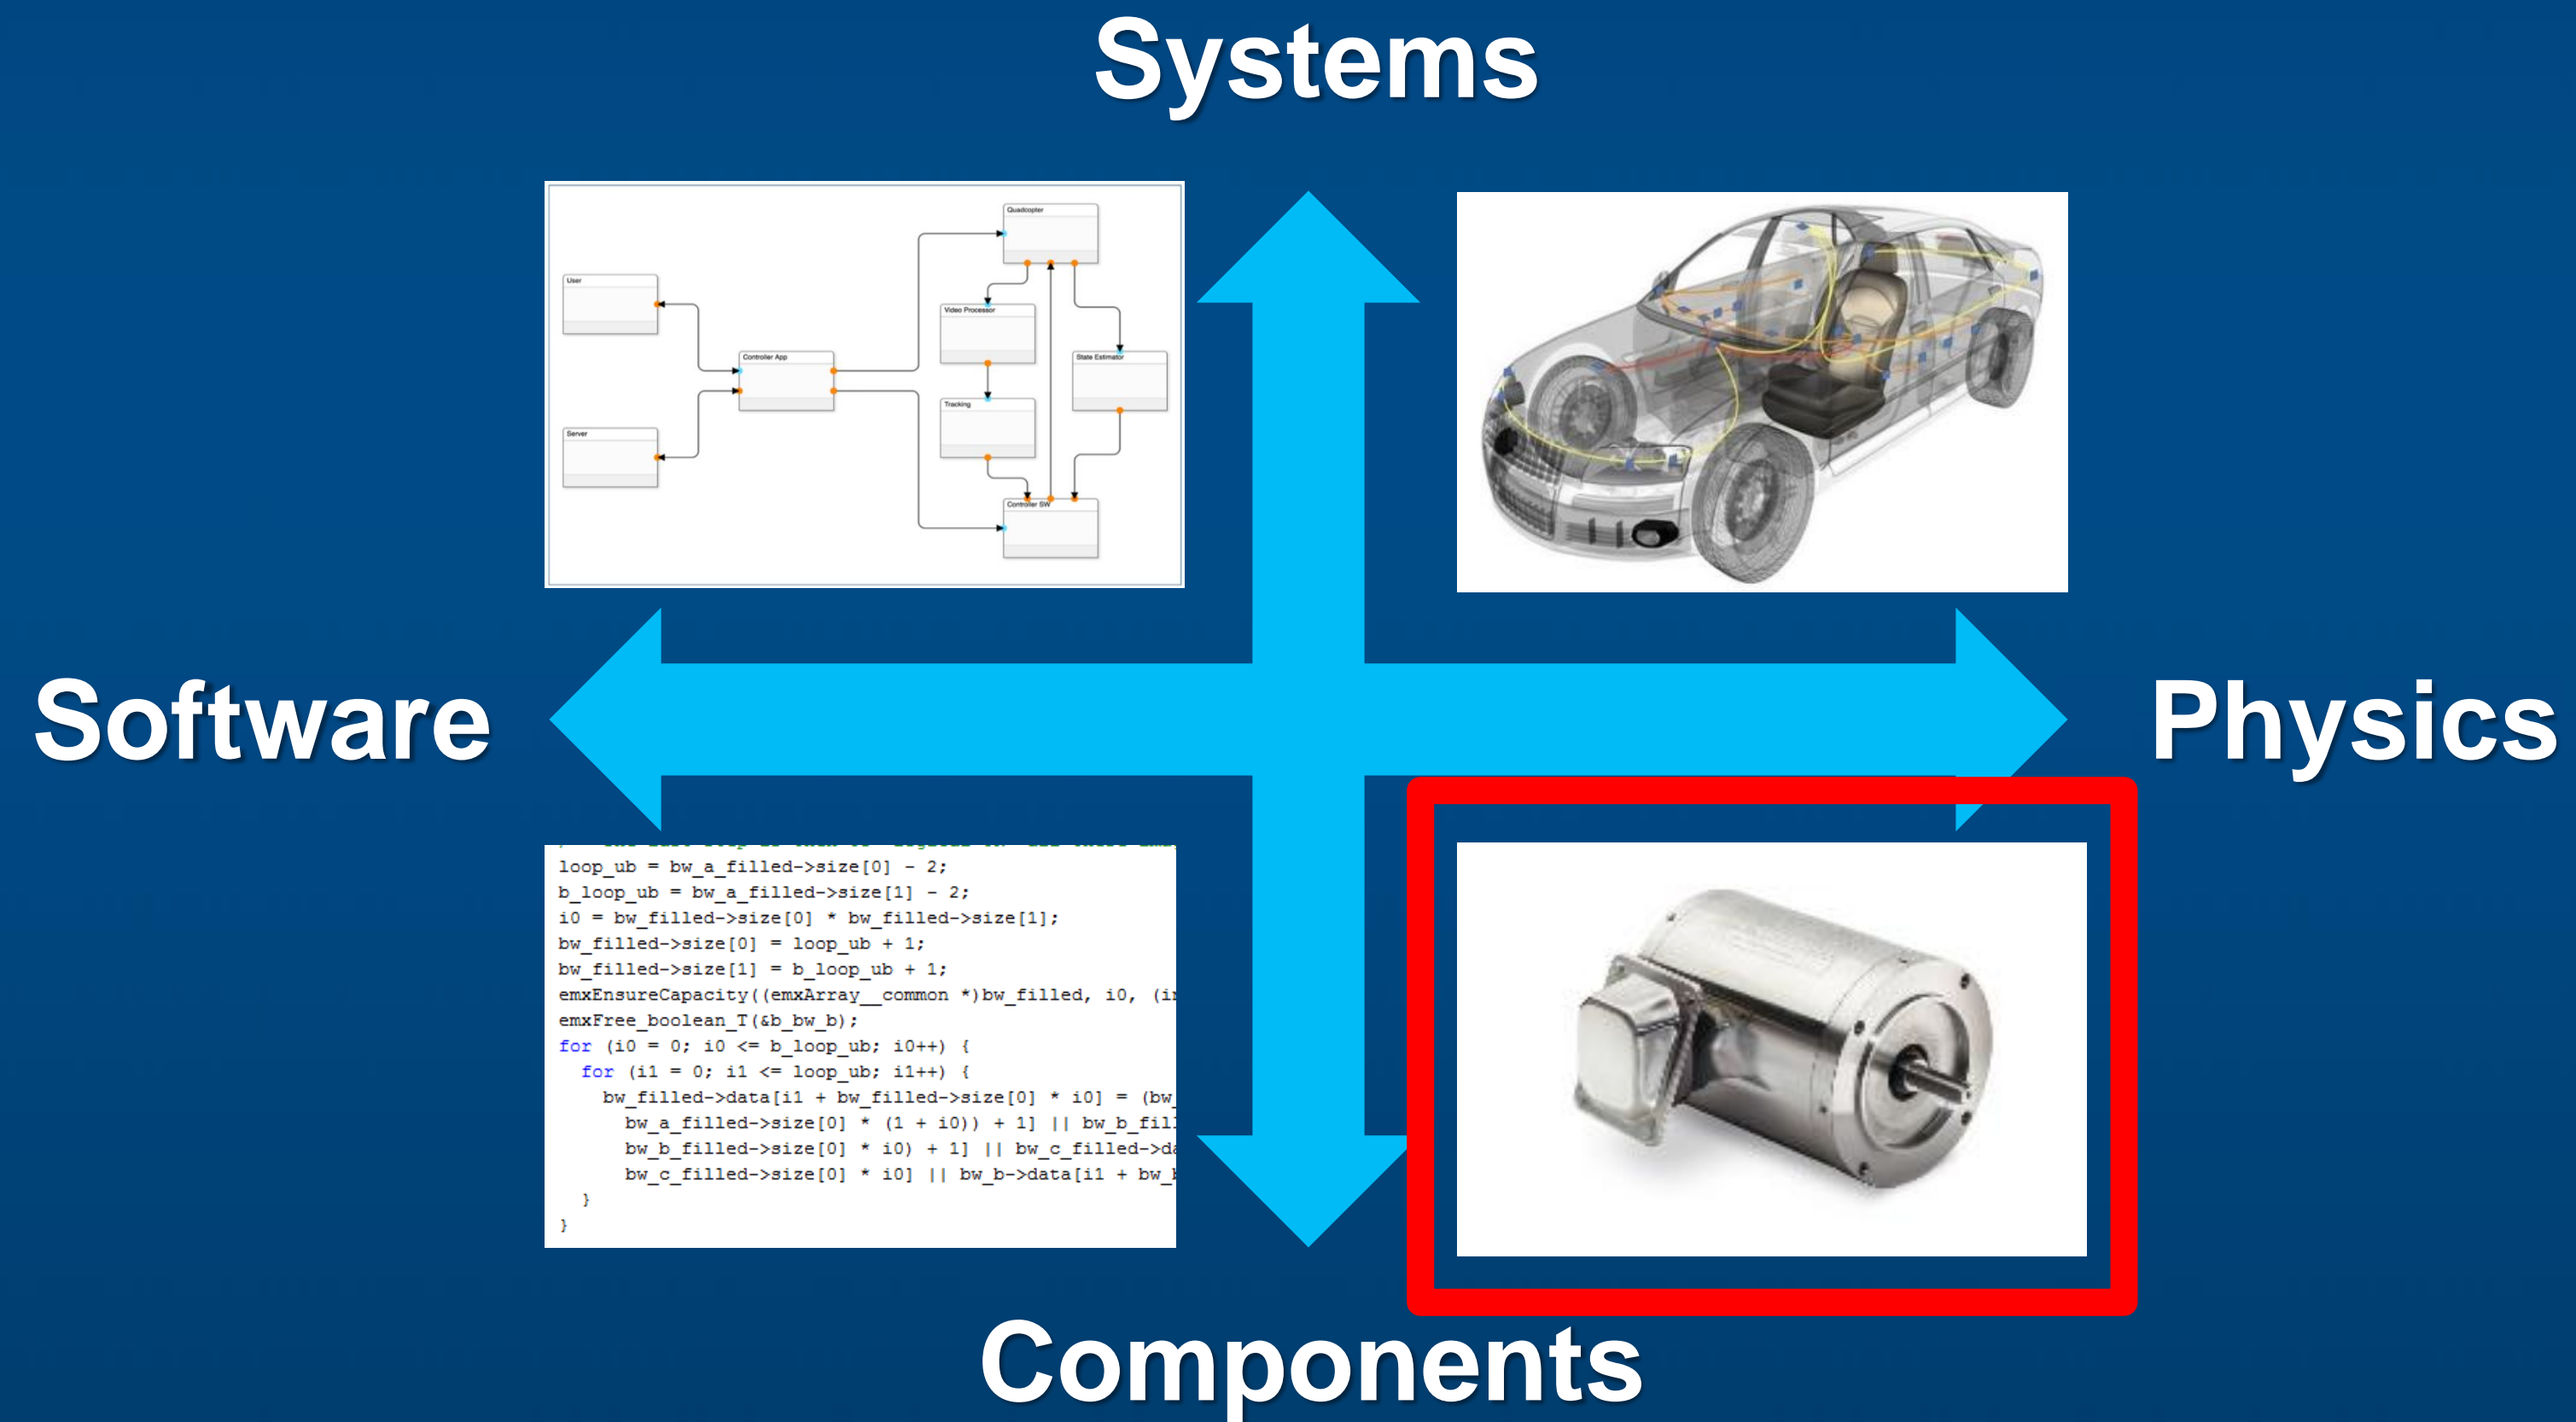 Systems
Quadcopter
User
Video Processor
Controller App
State Estimator
Tracking
Server
Controller SW
Software
Physics
loop_ub = bw_a_filled->size[0] - 2;
b_loop_ub = bw_a_filled->size[1] - 2;
i0 = bw_filled->size[0] * bw_filled->size[1];
bw_filled->size[0] = loop_ub + 1;
bw_filled->size[1] = b_loop_ub + 1;
emxEnsureCapacity((emxArray__common *)bw_filled, i0, (i
emxFree_boolean_T(&b_bw_b);
for (i0 = 0; i0 <= b_loop_ub; i0++) {
for (i1 = 0; i1 <= loop_ub; i1++) {
bw_filled->data[i1 + bw_filled->size[0] * i0] = (bw_
bw_a_filled->size[0] * (1 + i0)) + 1] || bw_b_fil
bw_b_filled->size[0] * i0) + 1] || bw_c_filled->d
bw_c_filled->size[0] * i0] || bw_b->data[i1 + bw_
}
}
Components